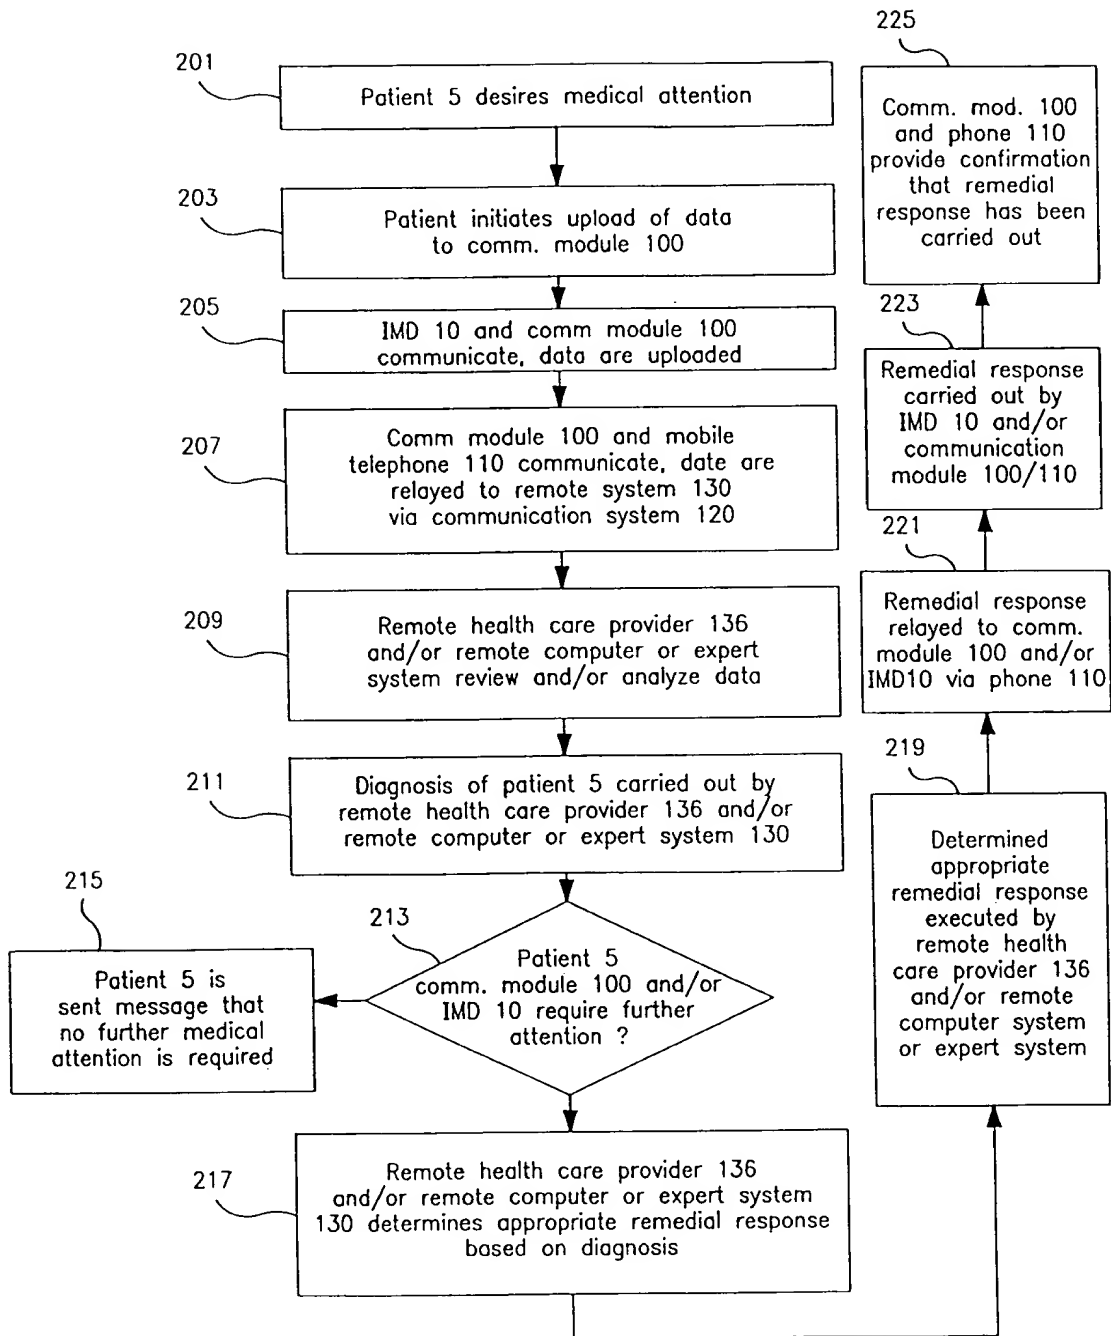 201
Patient 5 desires medical attention
203
Patient initiates upload of data
to comm. module 100
205
IMD 10 and comm module 100
communicate, data are uploaded
207
Comm module 100 and mobile
telephone 110 communicate, date are
relayed to remote system 130
via communication system 120
209
Remote health care provider 136
and/or remote computer or expert
system review and/or analyze data
211
Diagnosis of patient 5 carried out by
remote health care provider 136 and/or
remote computer or expert system 130
213
Patient 5
comm. module 100 and/or
IMD 10 require further
attention ?
215
Patient 5 is
sent message that
no further medical
attention is required
217
Remote health care provider 136
and/or remote computer or expert system
130 determines appropriate remedial response
based on diagnosis
219
Determined
appropriate
remedial response
executed by
remote health
care provider 136
and/or remote
computer system
or expert system
221
Remedial response
relayed to comm.
module 100 and/or
IMD10 via phone 110
223
Remedial response
carried out by
IMD 10 and/or
communication
module 100/110
225
Comm. mod. 100
and phone 110
provide confirmation
that remedial
response has been
carried out